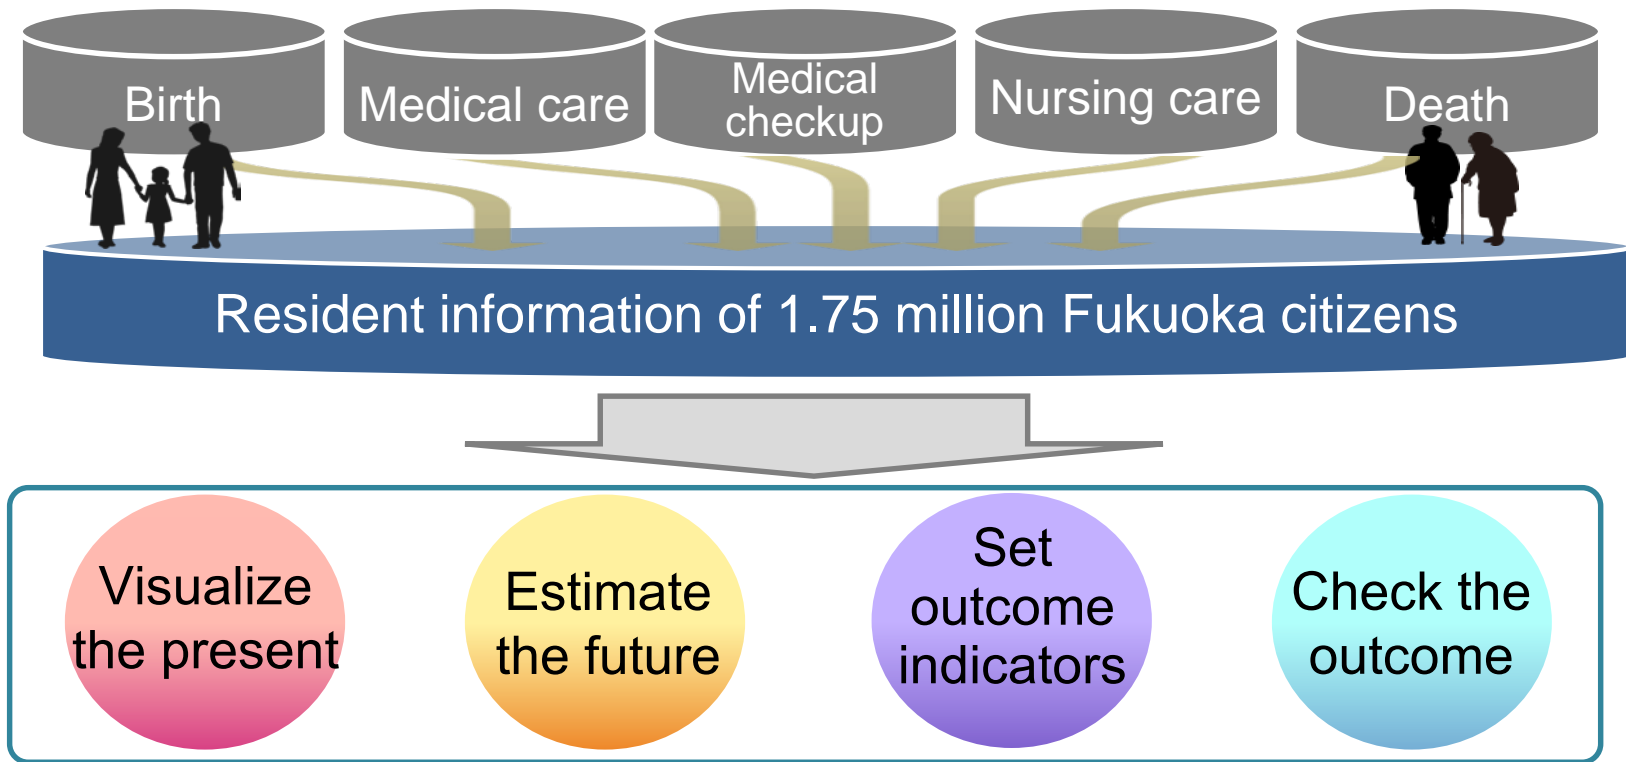 Birth
Medical care
Medical
checkup
Nursing care
Death
Resident information of 1.75 million Fukuoka citizens
Visualize
the present
Estimate
the future
Set
outcome
indicators
Check the
outcome